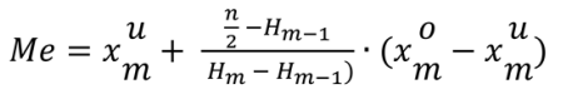 Me = x_m^u + \frac{\frac{n}{2} - H_{m-1}}{H_m - H_{m-1})} \cdot (x_m^o - x_m^u)